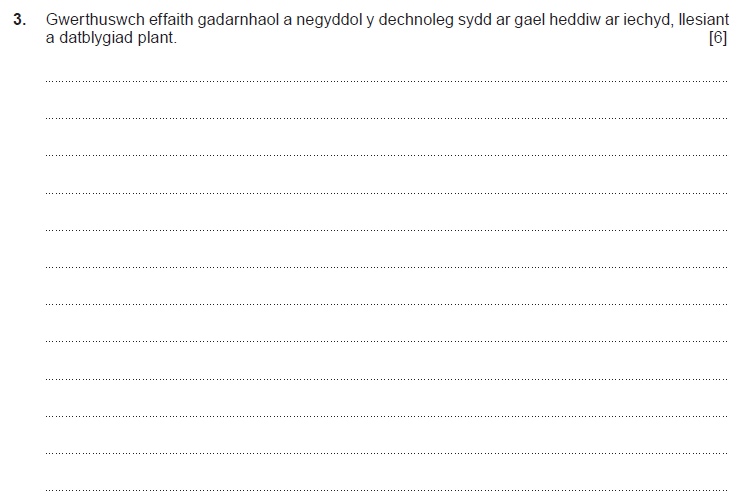 3. Gwerthuswch effaith gadarnhaol a negyddol y dechnoleg sydd ar gael heddiw ar iechyd, llesiant
a datblygiad plant. [6]